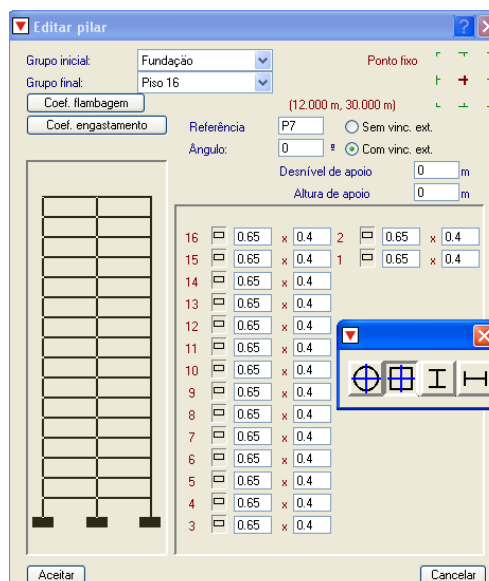 Editar pilar
Grupo inicial: Fundação Ponto fixo
Grupo final: Piso 16
Coef. flambagem (12.000 m, 30.000 m)
Coef. engastamento Referência P7 Sem vinc. ext.
Ângulo: 0 º Com vinc. ext.
Desnível de apoio 0 m
Altura de apoio 0 m
16 0.65 x 0.4 2 0.65 x 0.4
15 0.65 x 0.4 1 0.65 x 0.4
14 0.65 x 0.4
13 0.65 x 0.4
12 0.65 x 0.4
11 0.65 x 0.4
10 0.65 x 0.4
9 0.65 x 0.4
8 0.65 x 0.4
7 0.65 x 0.4
6 0.65 x 0.4
5 0.65 x 0.4
4 0.65 x 0.4
3 0.65 x 0.4
Aceitar Cancelar